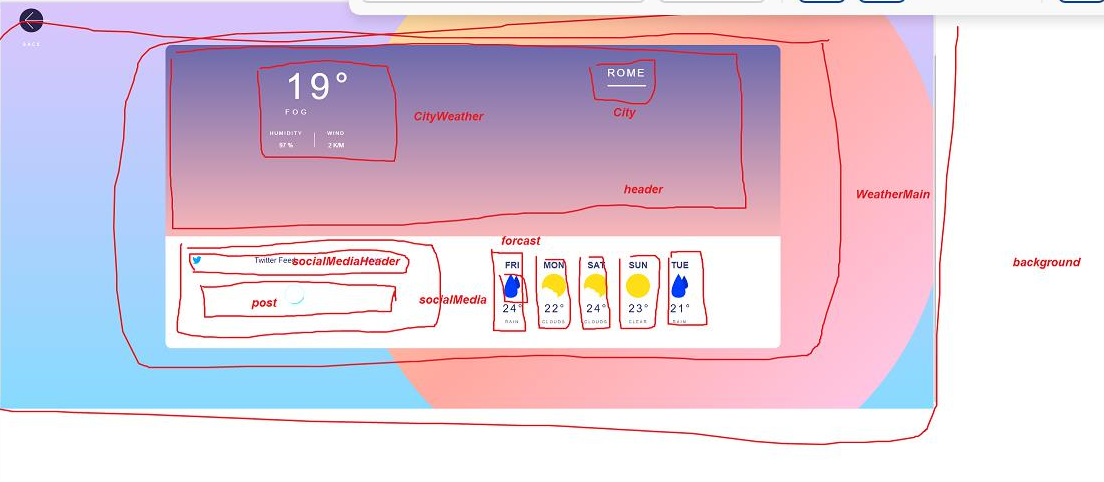 BACK
19°
FOG
HUMIDITY
97 %
WIND
2 K/M
CityWeather
ROME
City
header
WeatherMain
background
forcast
Twitter Feed
socialMediaHeader
post
socialMedia
FRI
24°
RAIN
MON
22°
CLOUDS
SAT
24°
CLOUDS
SUN
23°
CLEAR
TUE
21°
RAIN